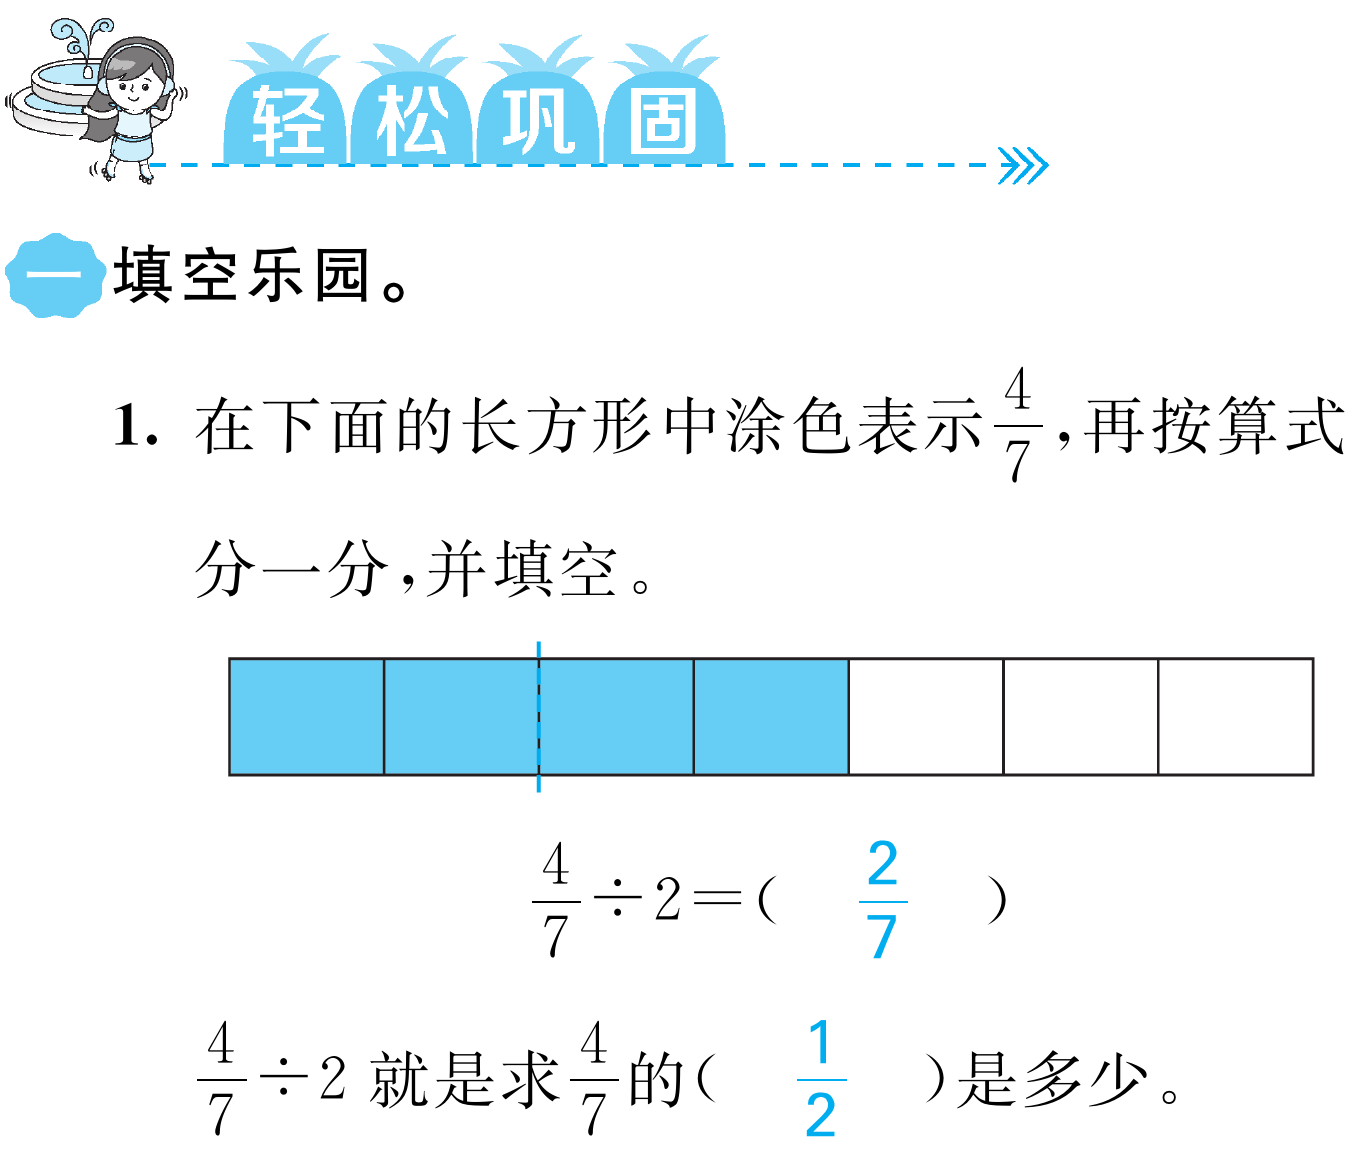 轻松巩固
一 填空乐园。
1. 在下面的长方形中涂色表示4/7,再按算式
分一分,并填空。
4/7÷2=( 2/7 )
4/7÷2 就是求4/7的( 1/2 )是多少。